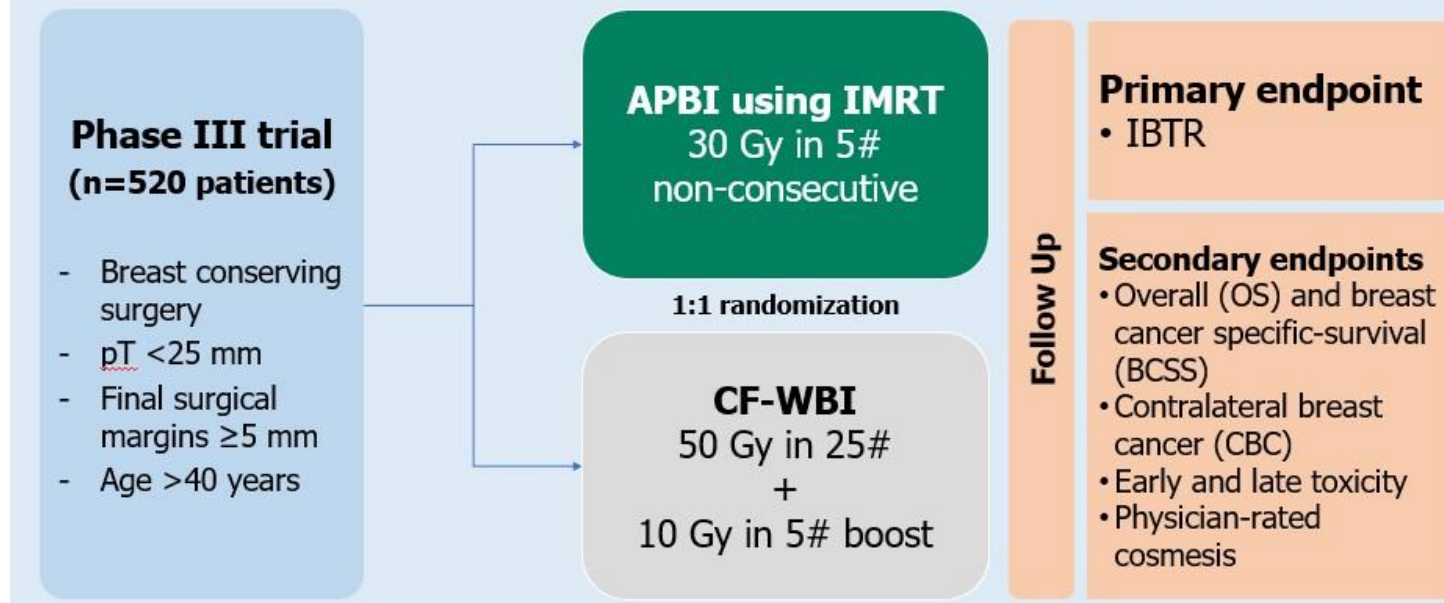 Phase III trial
(n=520 patients)
- Breast conserving
surgery
- pT <25 mm
- Final surgical
margins ≥5 mm
- Age >40 years
APBI using IMRT
30 Gy in 5#
non-consecutive
1:1 randomization
CF-WBI
50 Gy in 25#
+
10 Gy in 5# boost
Follow Up
Primary endpoint
• IBTR
Secondary endpoints
• Overall (OS) and breast
cancer specific-survival
(BCSS)
• Contralateral breast
cancer (CBC)
• Early and late toxicity
• Physician-rated
cosmesis